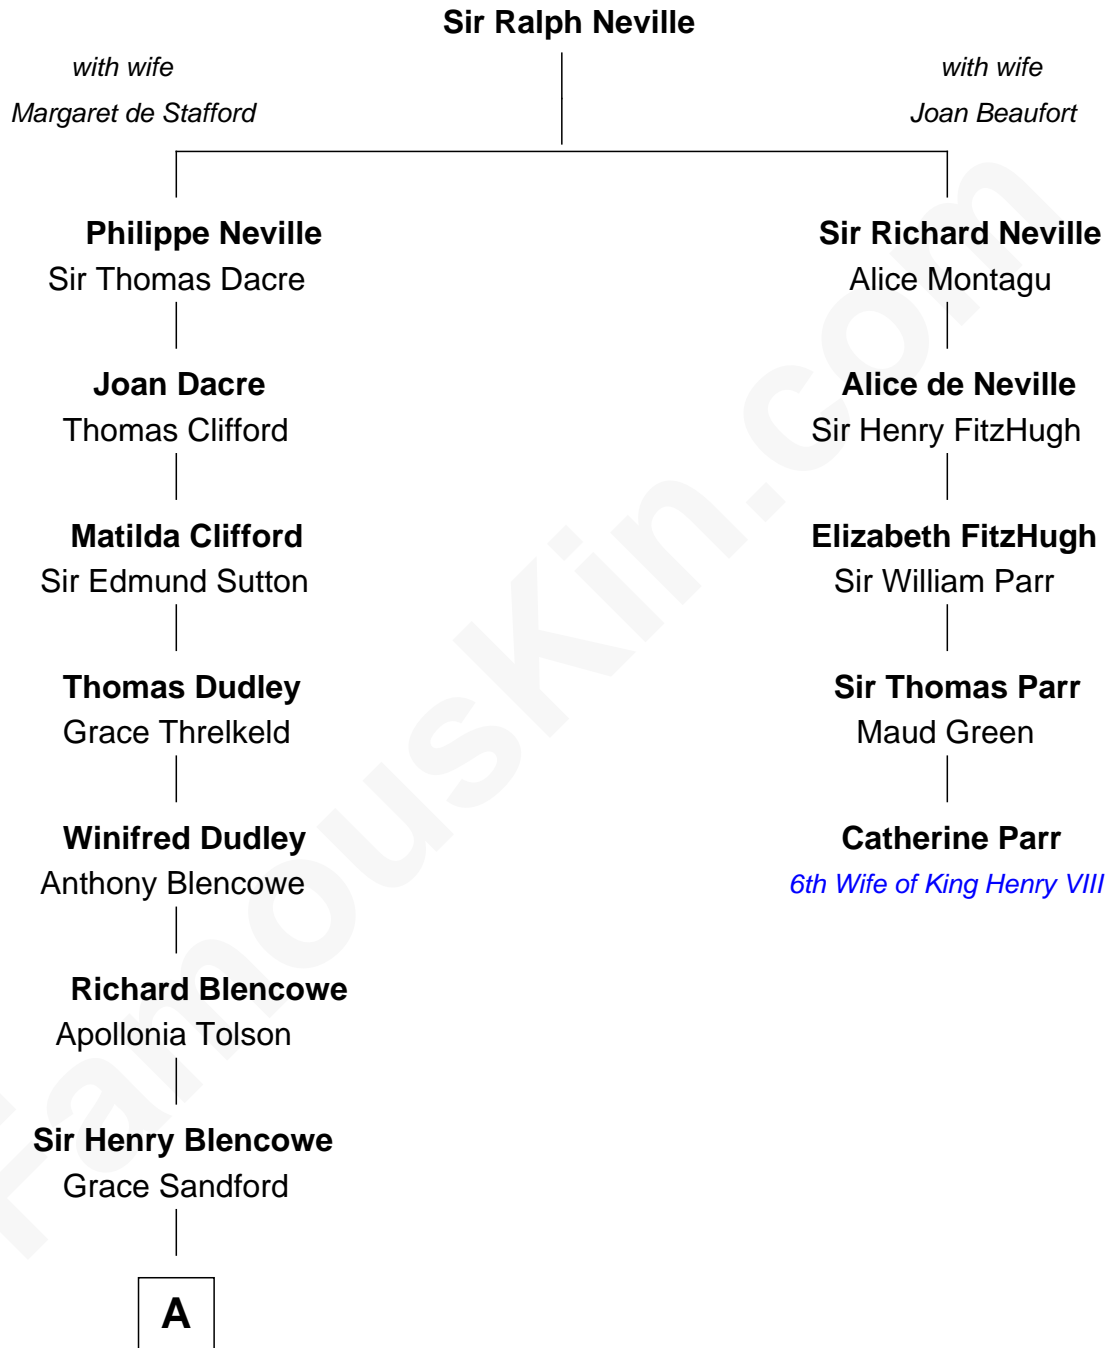 Sir Ralph Neville
with wife
Margaret de Stafford
with wife
Joan Beaufort
Philippe Neville
Sir Thomas Dacre
Sir Richard Neville
Alice Montagu
Joan Dacre
Thomas Clifford
Alice de Neville
Sir Henry FitzHugh
Matilda Clifford
Sir Edmund Sutton
Elizabeth FitzHugh
Sir William Parr
Thomas Dudley
Grace Threlkeld
Sir Thomas Parr
Maud Green
Winifred Dudley
Anthony Blencowe
Catherine Parr
6th Wife of King Henry VIII
Richard Blencowe
Apollonia Tolson
Sir Henry Blencowe
Grace Sandford
A
FamousKin.com